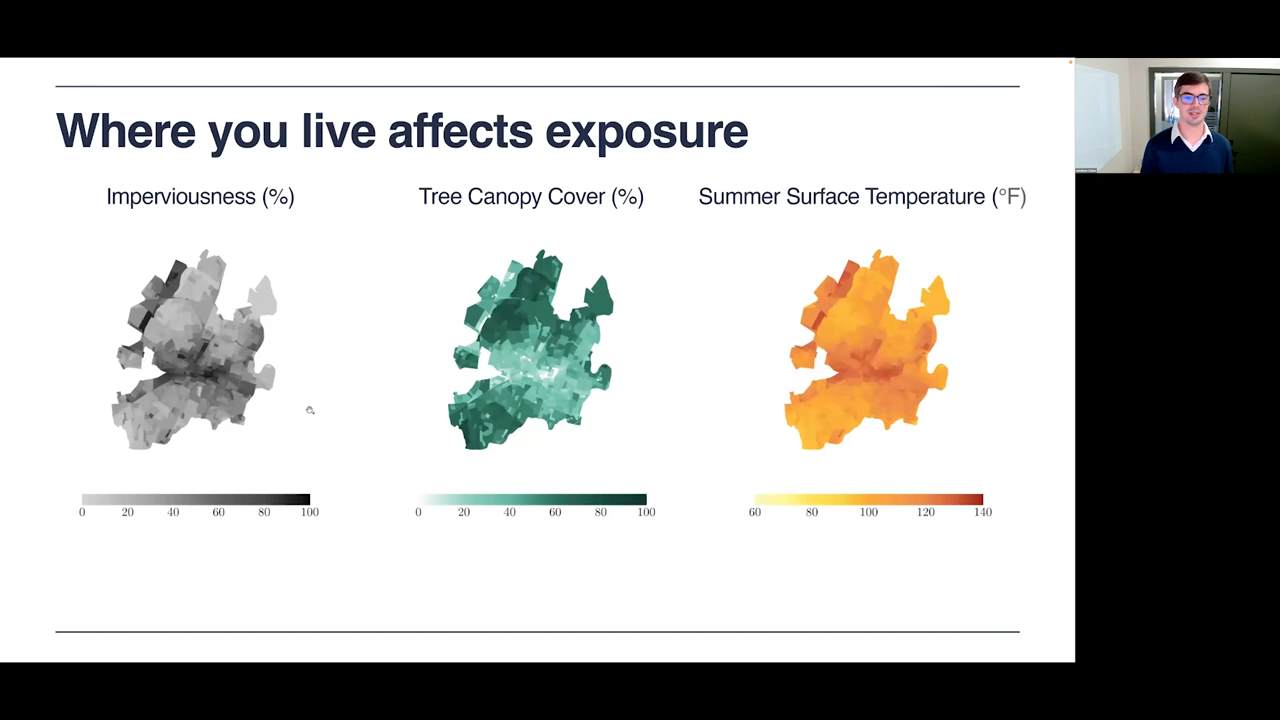 Where you live affects exposure
Imperviousness (%)
Tree Canopy Cover (%)
Summer Surface Temperature (°F)
0 20 40 60 80 100
0 20 40 60 80 100
60 80 100 120 140